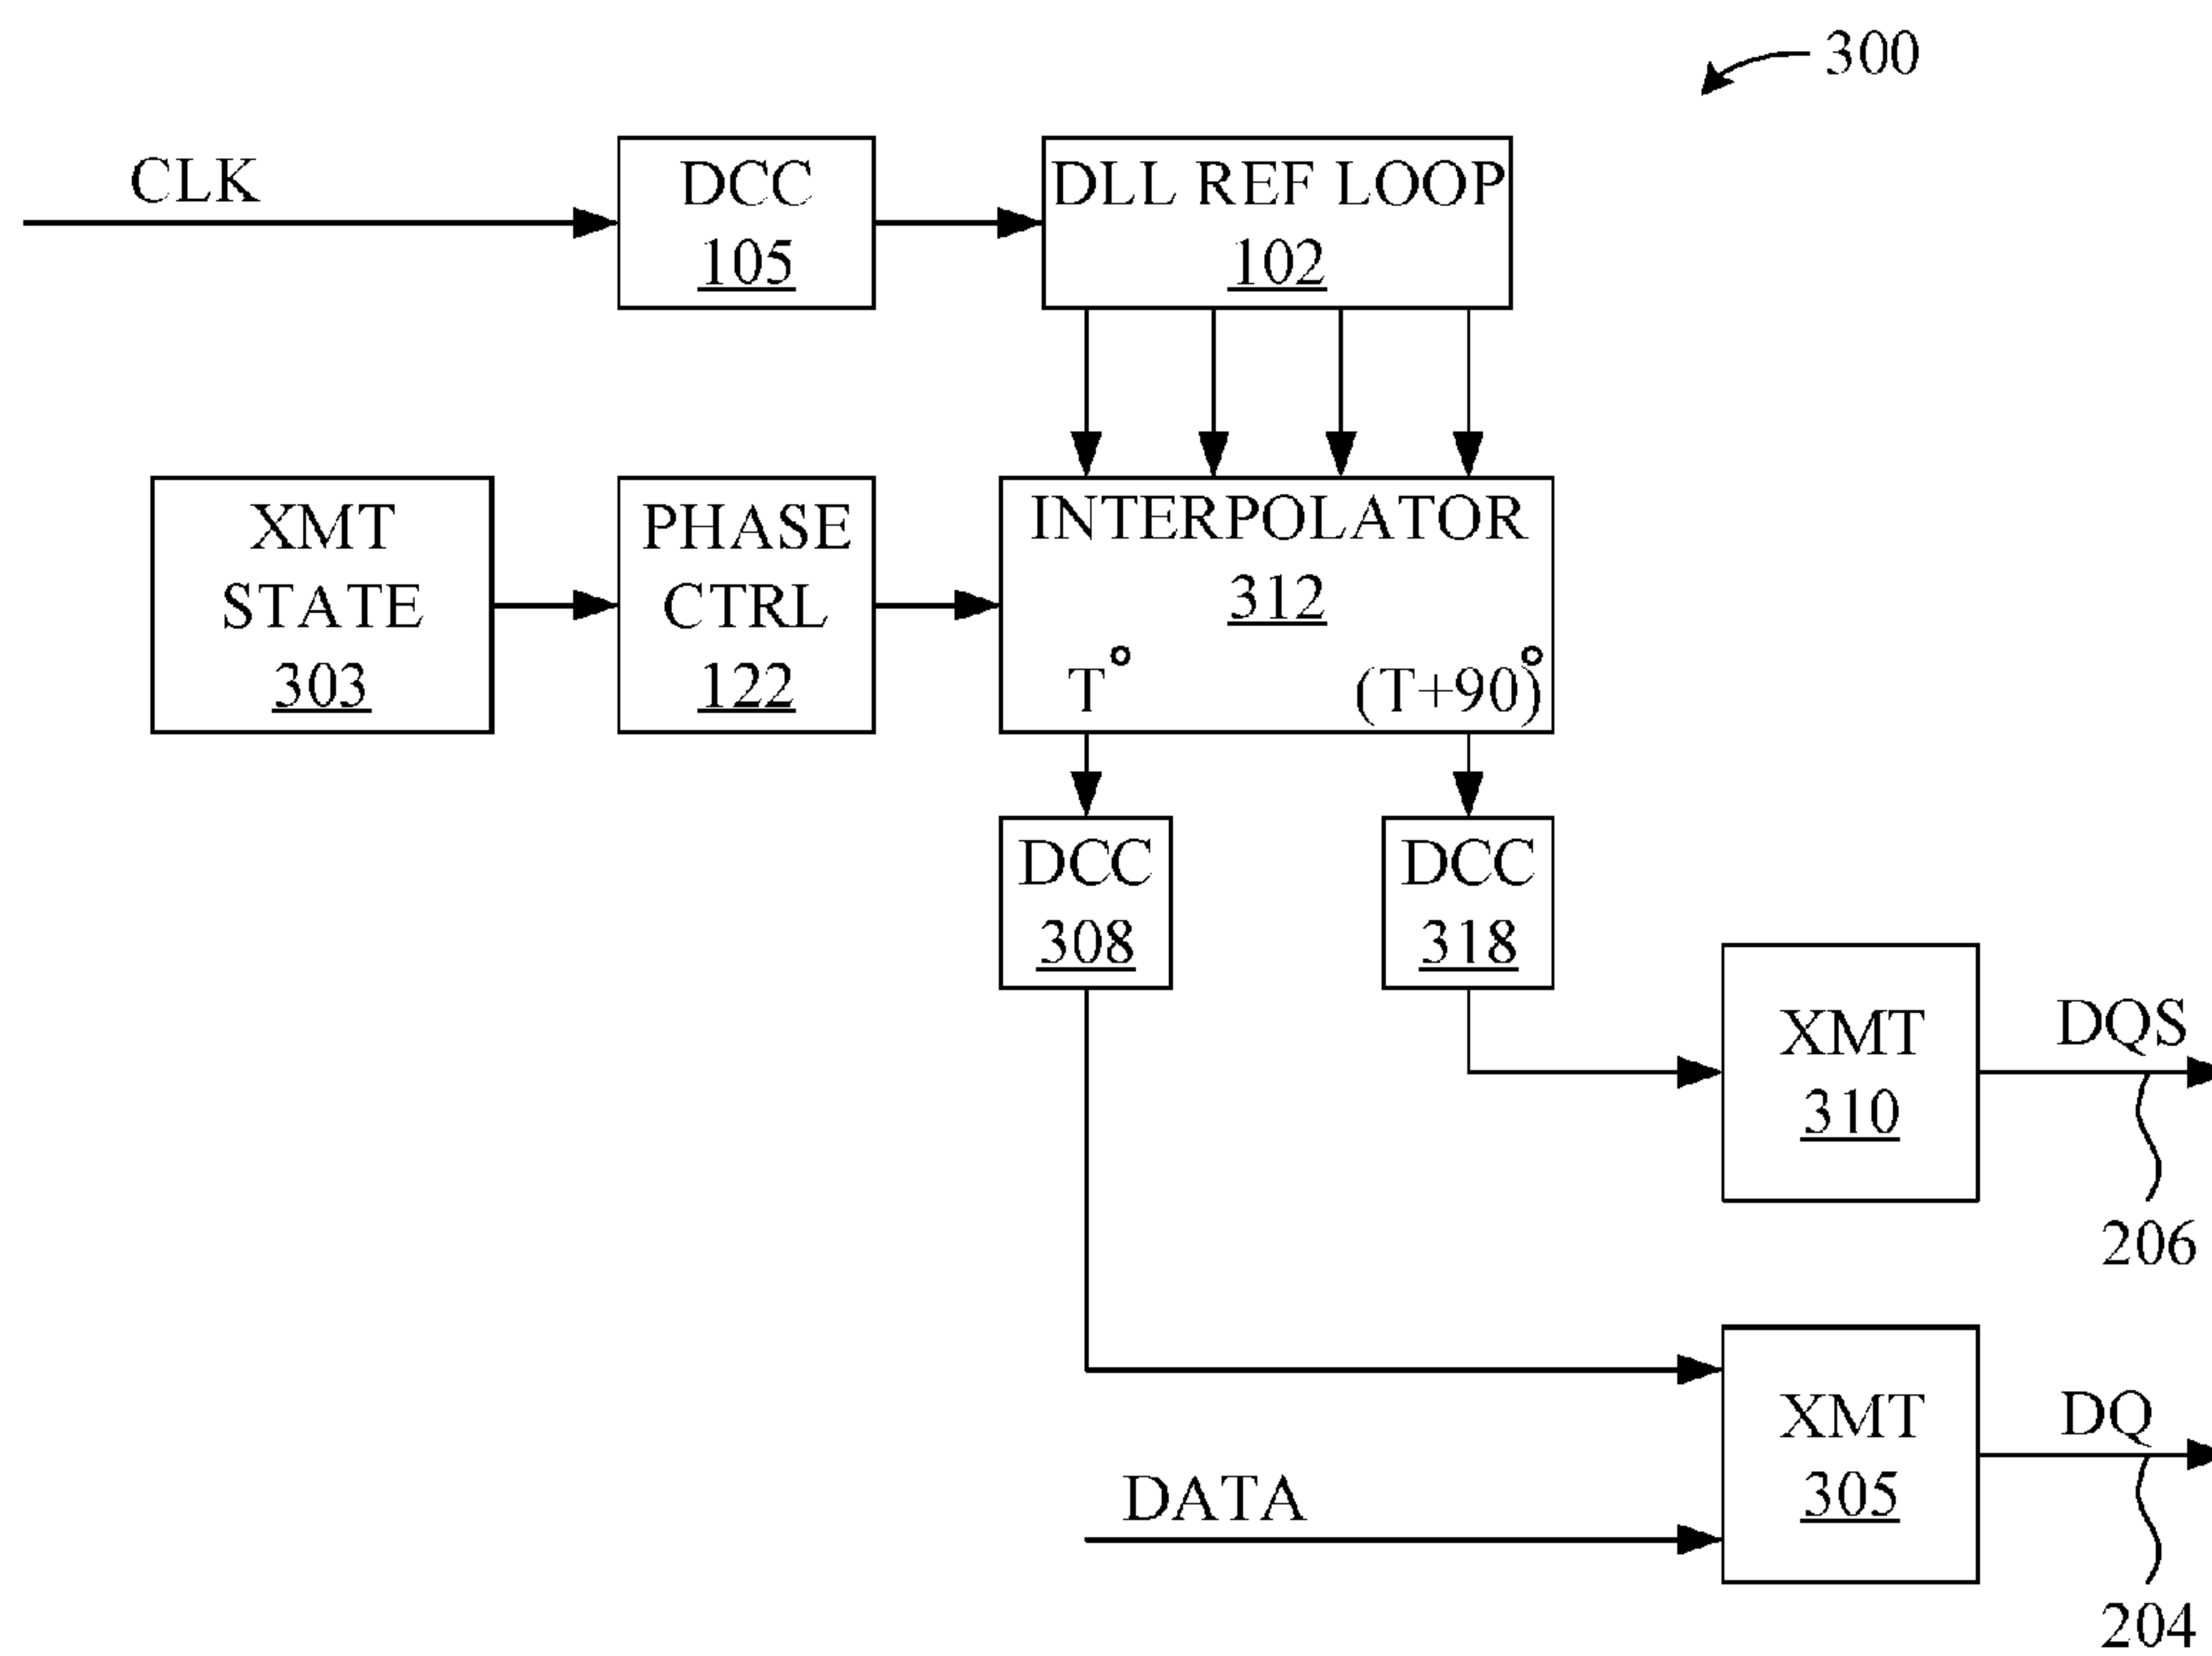 300
CLK
DCC
105
DLL REF LOOP
102
XMT
STATE
303
PHASE
CTRL
122
INTERPOLATOR
312
T° (T+90)°
DCC
308
DCC
318
XMT
310
DQS
206
XMT
305
DQ
204
DATA